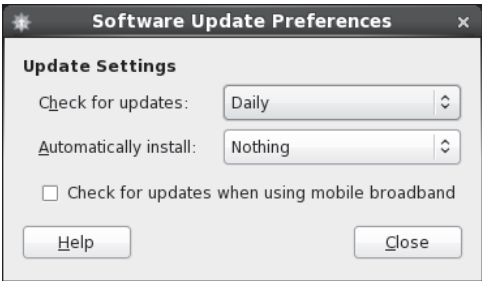 Software Update Preferences
Update Settings
Check for updates: Daily
Automatically install: Nothing
Check for updates when using mobile broadband
Help Close